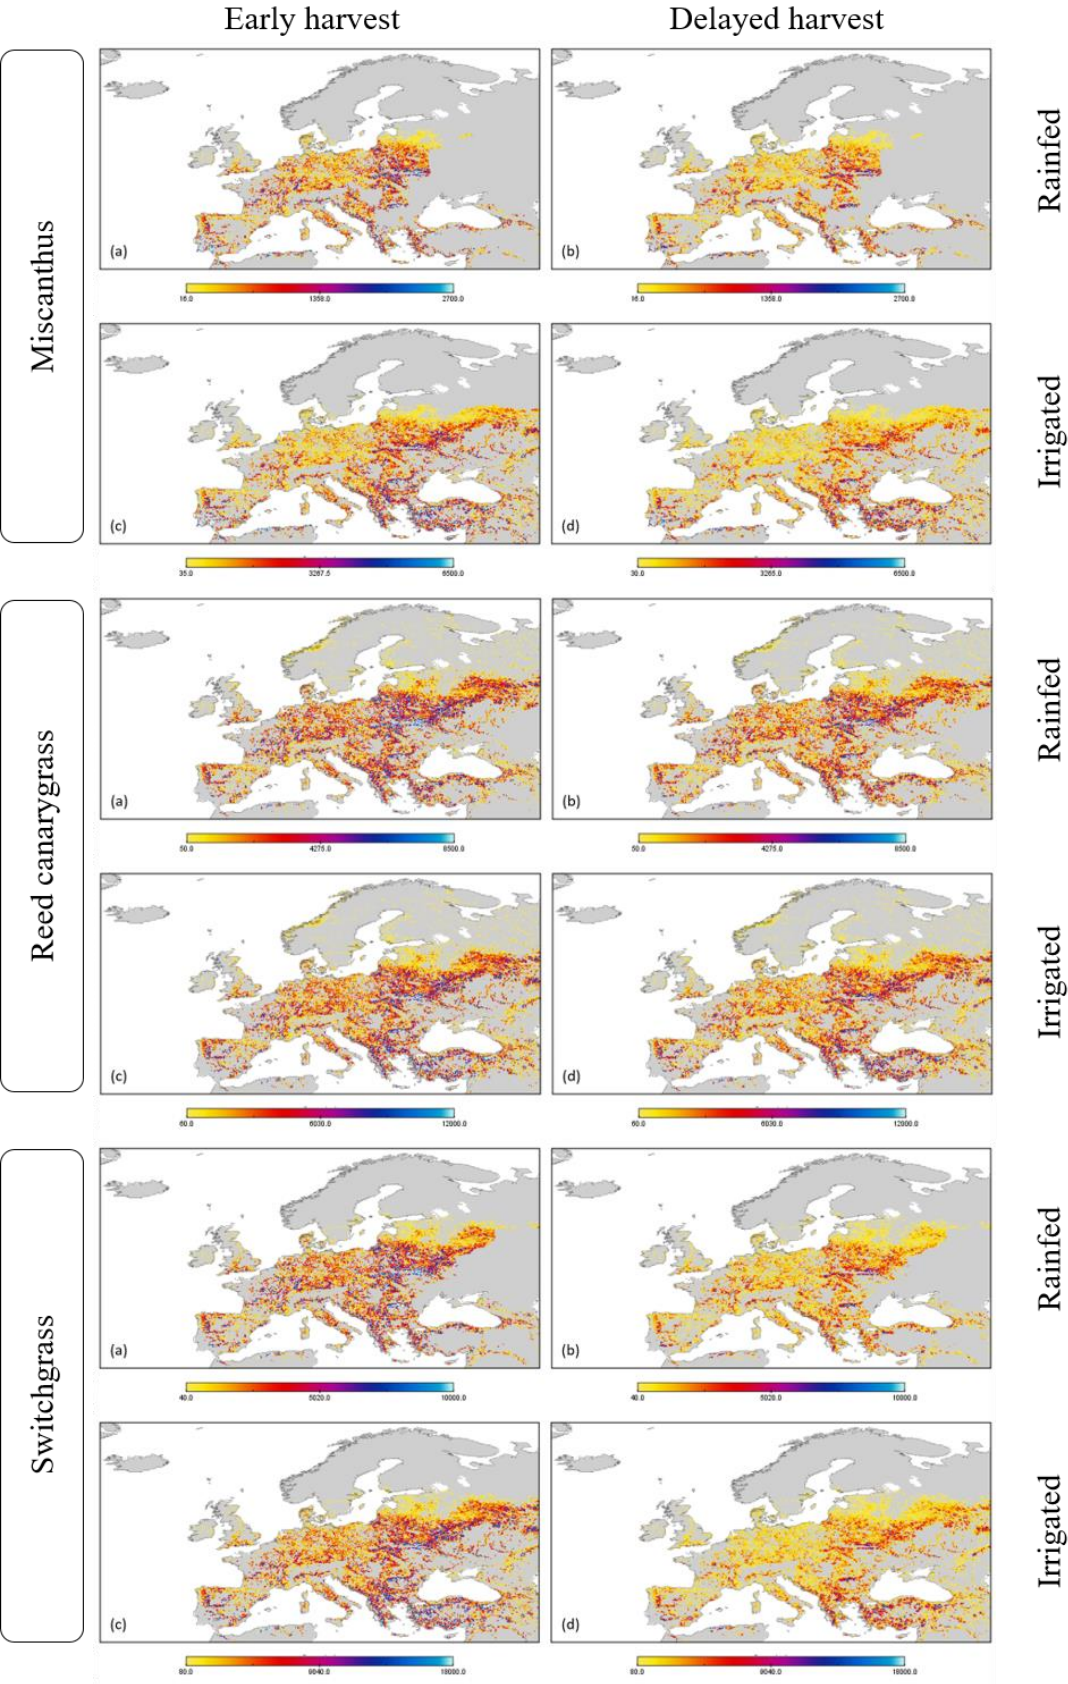 Early harvest
Delayed harvest
Miscanthus
Rainfed
(a)
(b)
16.0 1358.0 2700.0
16.0 1358.0 2700.0
Irrigated
(c)
(d)
35.0 3267.5 6500.0
30.0 3265.0 6500.0
Reed canarygrass
Rainfed
(a)
(b)
50.0 4275.0 8500.0
50.0 4275.0 8500.0
Irrigated
(c)
(d)
60.0 6030.0 12000.0
60.0 6030.0 12000.0
Switchgrass
Rainfed
(a)
(b)
40.0 5020.0 10000.0
40.0 5020.0 10000.0
Irrigated
(c)
(d)
80.0 9040.0 18000.0
80.0 9040.0 18000.0